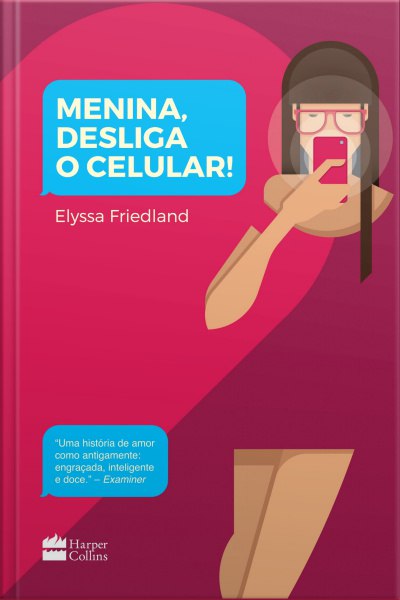 MENINA,
DESLIGA
O CELULAR!
Elyssa Friedland
“Uma história de amor
como antigamente:
engraçada, inteligente
e doce.” – Examiner
Harper
Collins